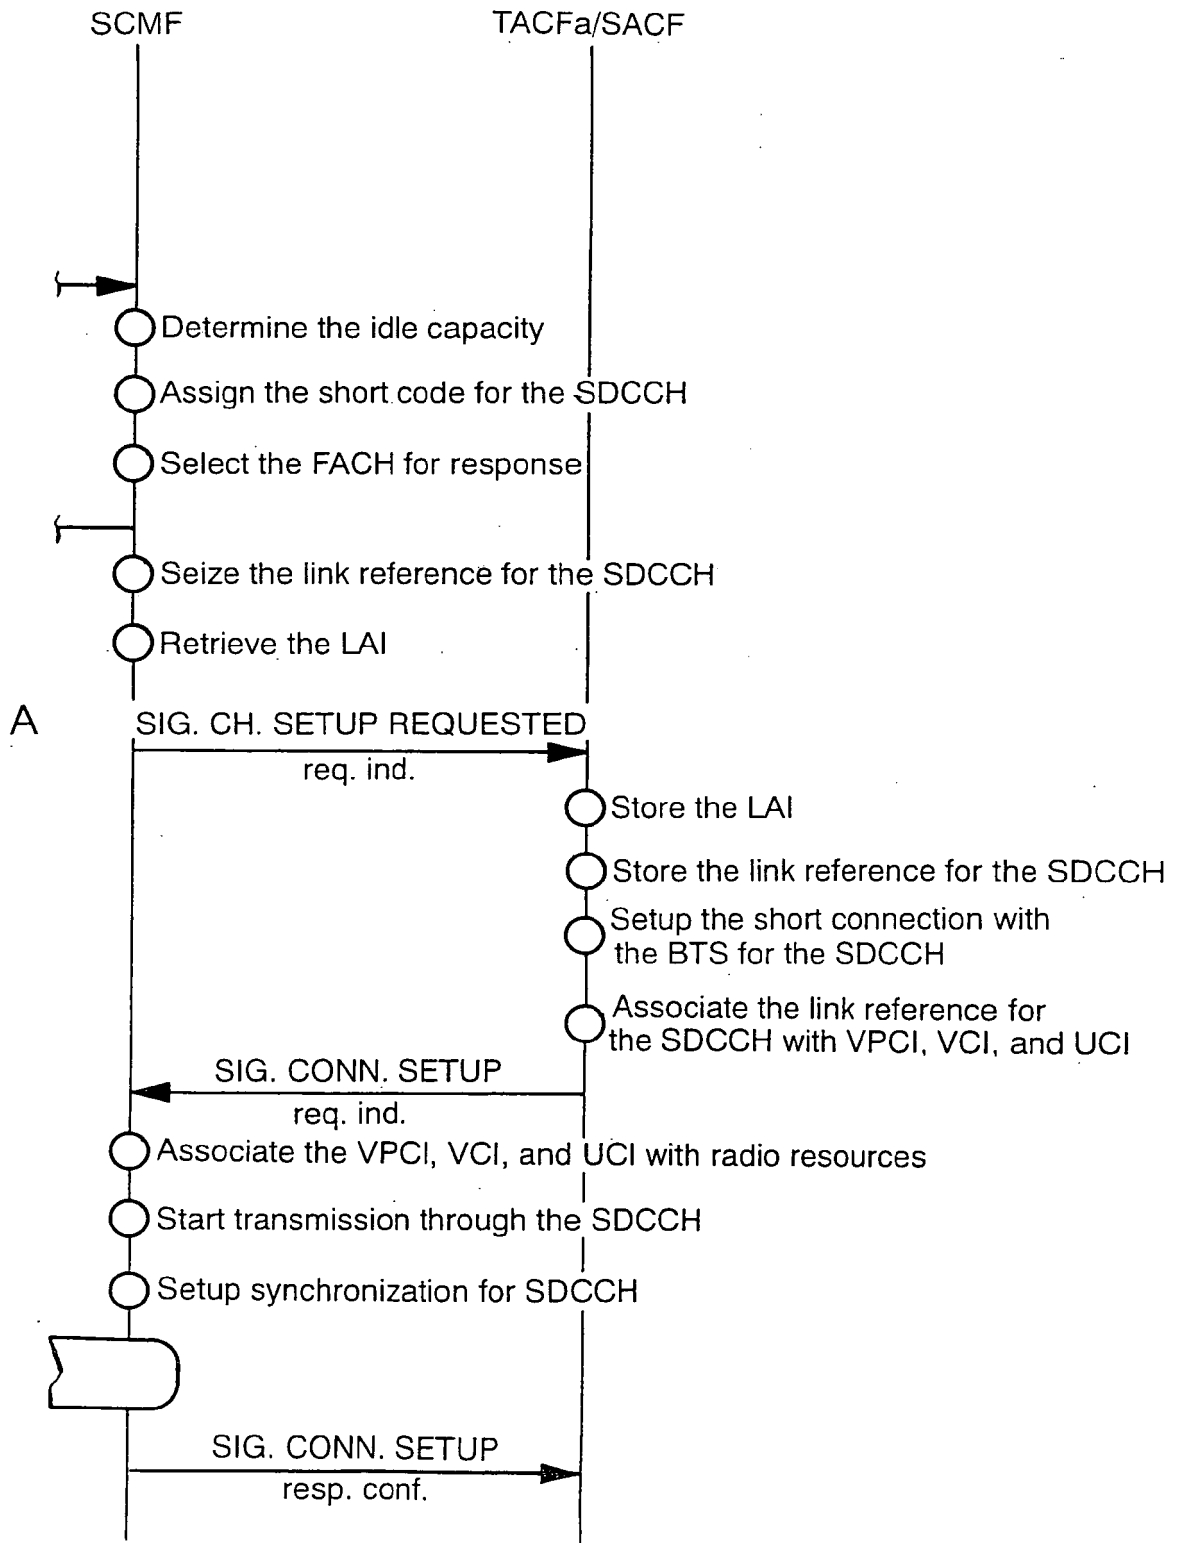 SCMF TACFa/SACF
Determine the idle capacity
Assign the short code for the SDCCH
Select the FACH for response
Seize the link reference for the SDCCH
Retrieve the LAI
A SIG. CH. SETUP REQUESTED
req. ind.
Store the LAI
Store the link reference for the SDCCH
Setup the short connection with
the BTS for the SDCCH
Associate the link reference for
the SDCCH with VPCI, VCI, and UCI
SIG. CONN. SETUP
req. ind.
Associate the VPCI, VCI, and UCI with radio resources
Start transmission through the SDCCH
Setup synchronization for SDCCH
SIG. CONN. SETUP
resp. conf.